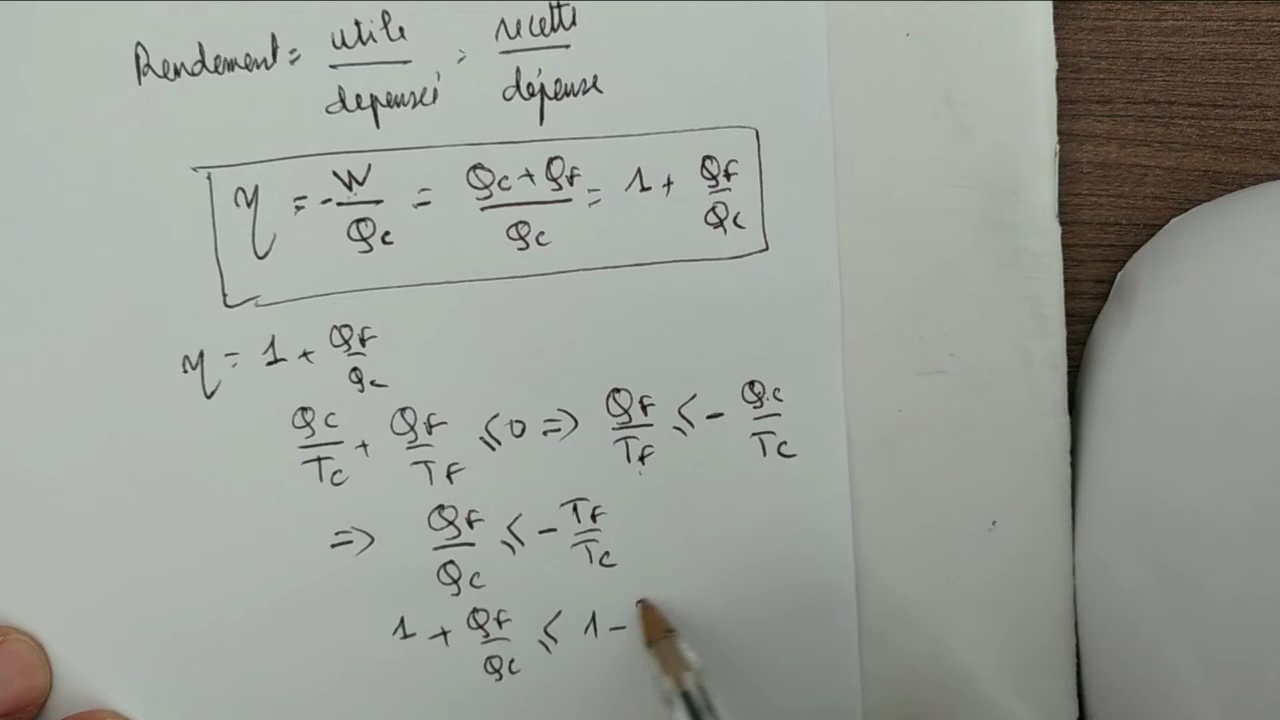 Rendement = utile / depensée = recette / dépense
η = -W/Qc = Qc + Qf / Qc = 1 + Qf/Qc
η = 1 + Qf/Qc
Qc/Tc + Qf/Tf ⩽ 0 => Qf/Tf ⩽ - Qc/Tc
=> Qf/Qc ⩽ - Tf/Tc
1 + Qf/Qc ⩽ 1 -